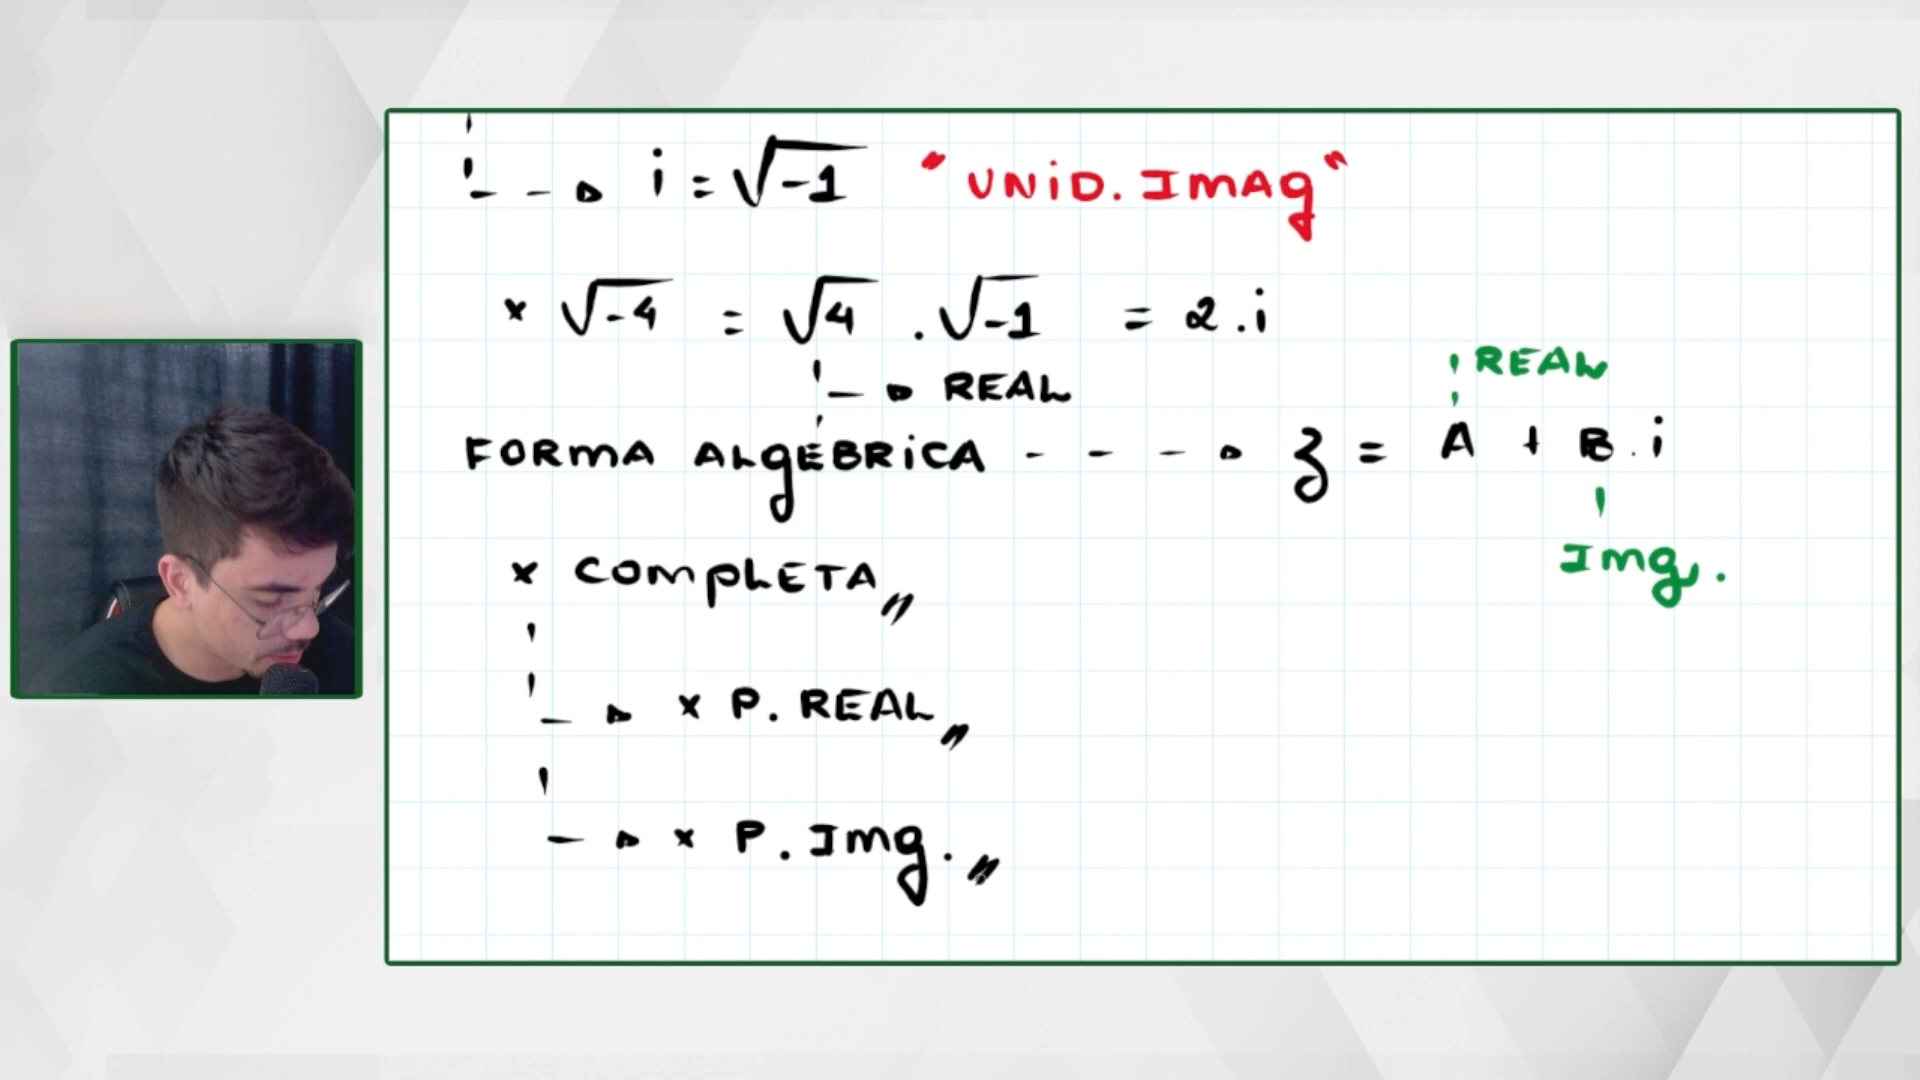 i = √-1 "UNID. IMAG"
× √-4 = √4 . √-1 = 2.i
REAL
REAL
FORMA ALGÉBRICA - - - ▷ z = A + B.i
Img.
× COMPLETA,,
× P. REAL,,
× P. Img.,,